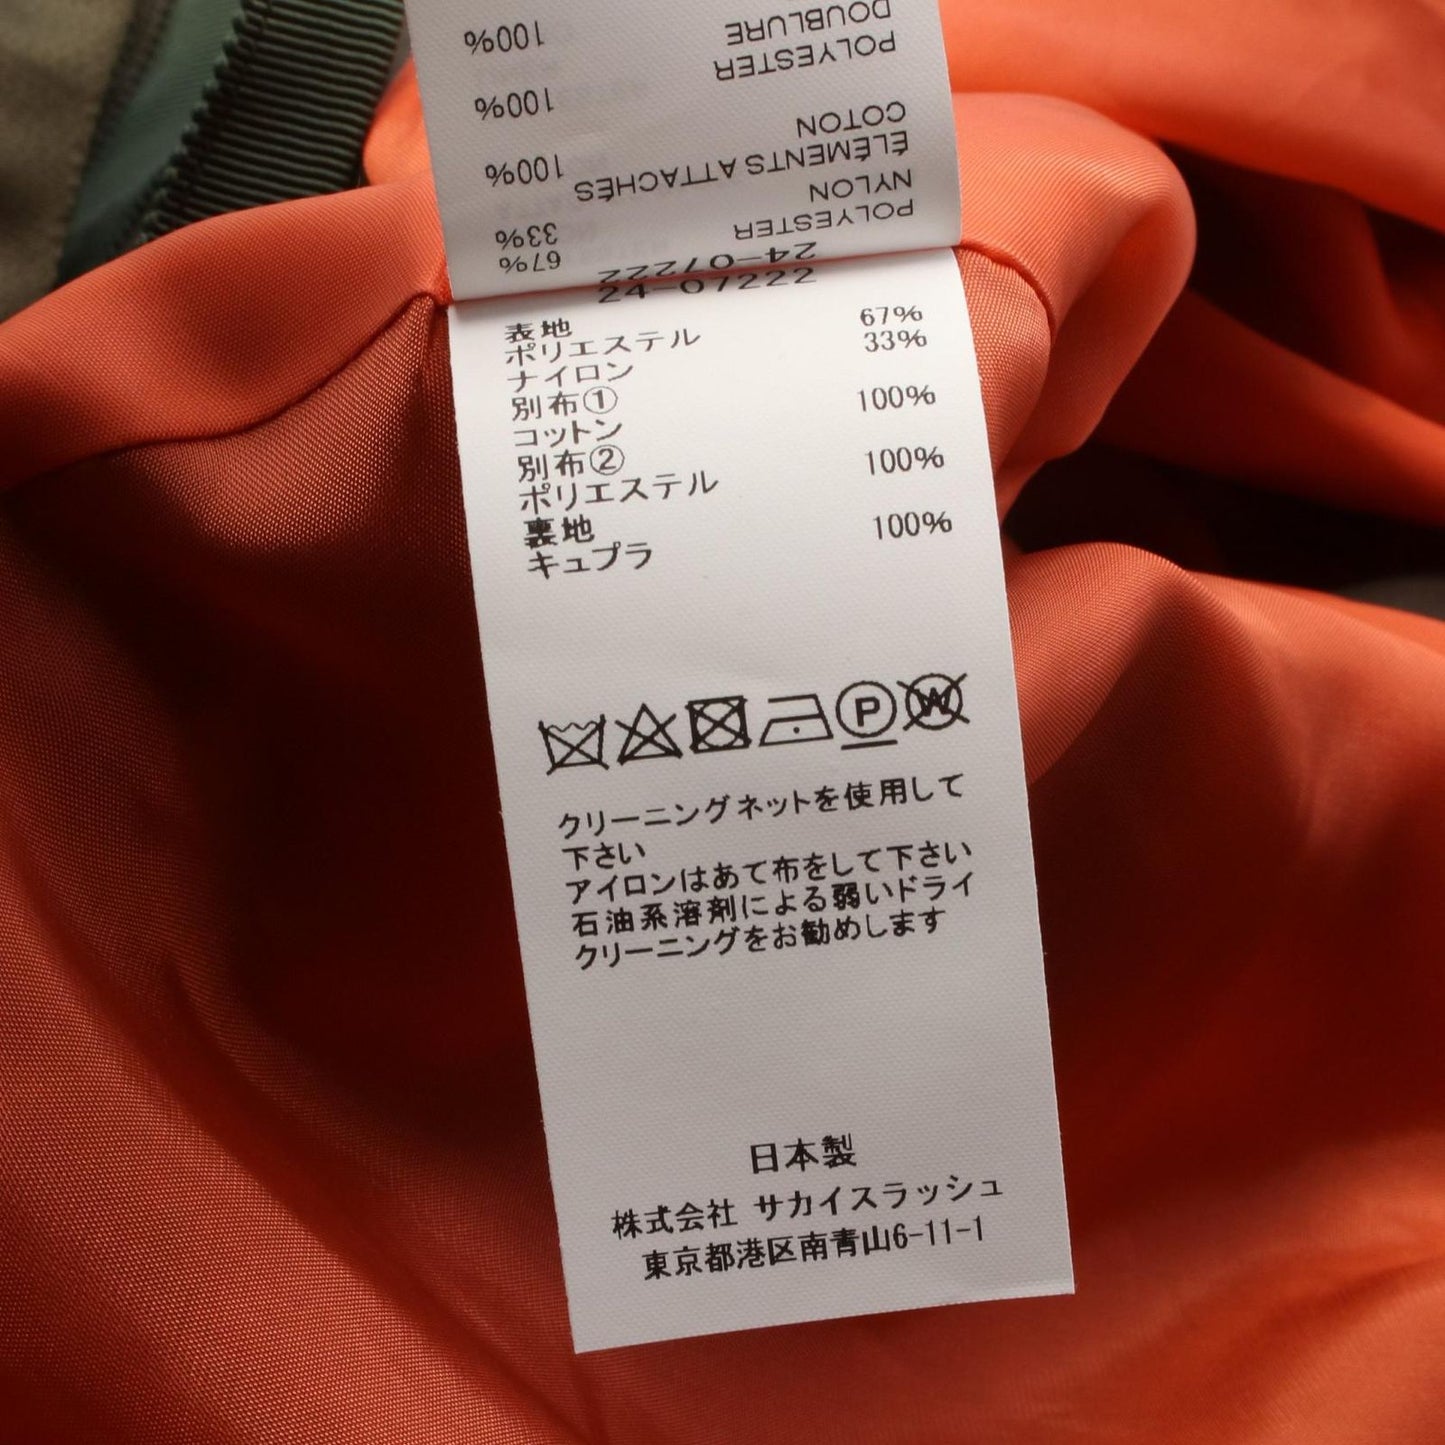 100%
DOUBLURE
POLYESTER
100%
COTON
100%
ÉLÉMENTS ATTACHÉS
NYLON
33%
POLYESTER
67%
24-07222
24-07222
表地
ポリエステル 67%
ナイロン 33%
別布①
コットン 100%
別布②
ポリエステル 100%
裏地
キュプラ 100%
P W
クリーニングネットを使用して
下さい
アイロンはあて布をして下さい
石油系溶剤による弱いドライ
クリーニングをお勧めします
日本製
株式会社 サカイスラッシュ
東京都港区南青山6-11-1